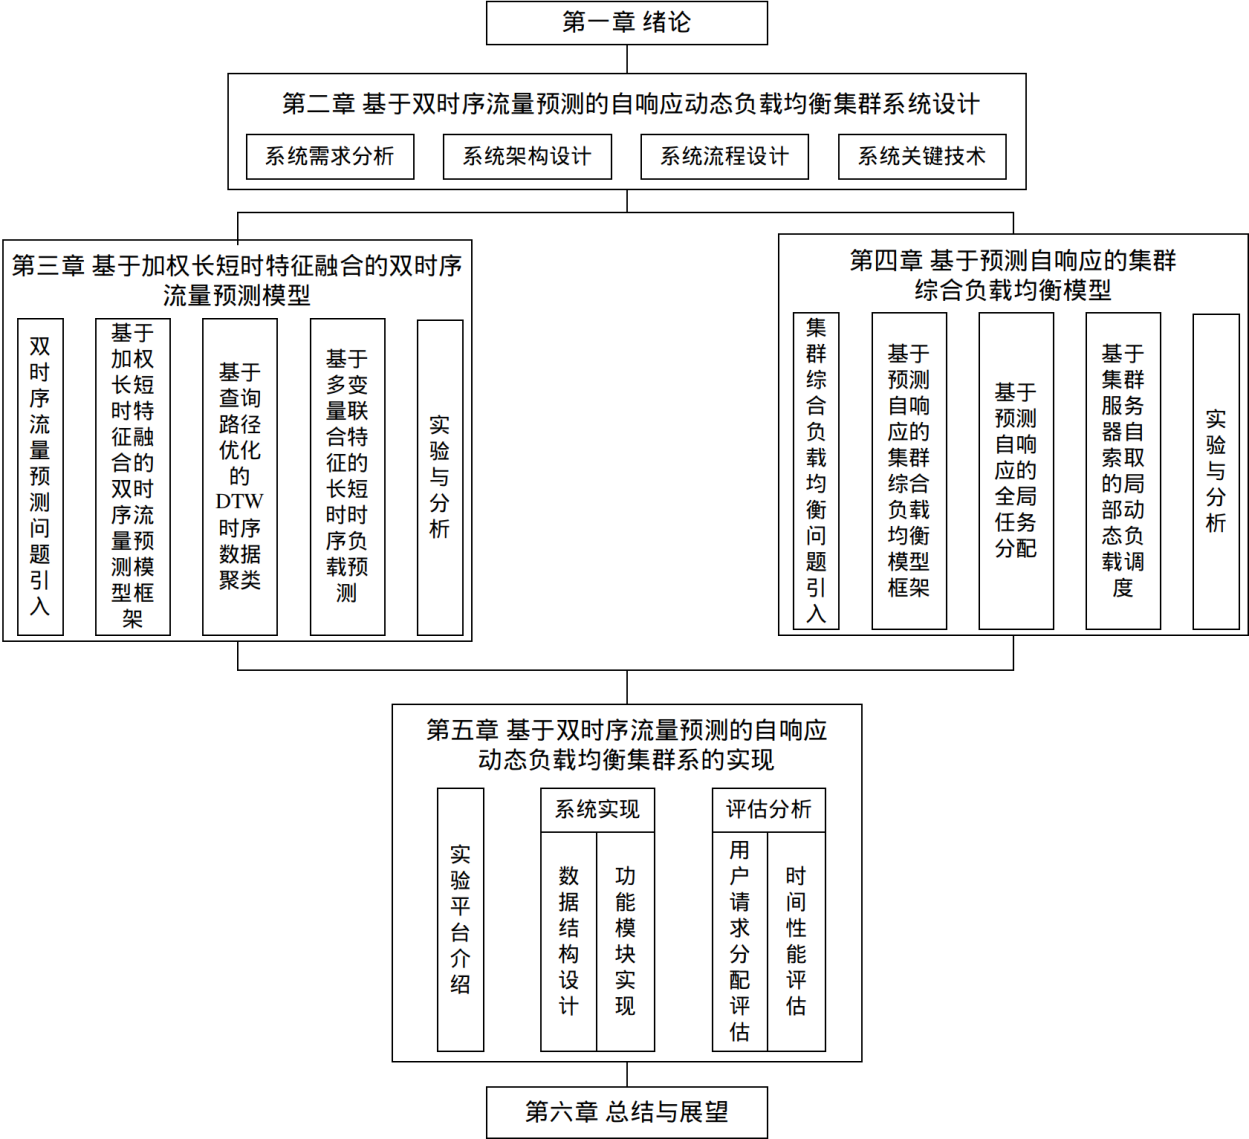 第一章 绪论
第二章 基于双时序流量预测的自响应动态负载均衡集群系统设计
系统需求分析
系统架构设计
系统流程设计
系统关键技术
第三章 基于加权长短时特征融合的双时序
流量预测模型
双
时
序
流
量
预
测
问
题
引
入
基于
加权
长短
时特
征融
合的
双时
序流
量预
测模
型框
架
基于
查询
路径
优化
的
DTW
时序
数据
聚类
基于
多变
量联
合特
征的
长短
时时
序负
载预
测
实
验
与
分
析
第四章 基于预测自响应的集群
综合负载均衡模型
集
群
综
合
负
载
均
衡
问
题
引
入
基于
预测
自响
应的
集群
综合
负载
均衡
模型
框架
基于
预测
自响
应的
全局
任务
分配
基于
集群
服务
器自
索取
的局
部动
态负
载调
度
实
验
与
分
析
第五章 基于双时序流量预测的自响应
动态负载均衡集群系的实现
实
验
平
台
介
绍
系统实现
数
据
结
构
设
计
功
能
模
块
实
现
评估分析
用
户
请
求
分
配
评
估
时
间
性
能
评
估
第六章 总结与展望